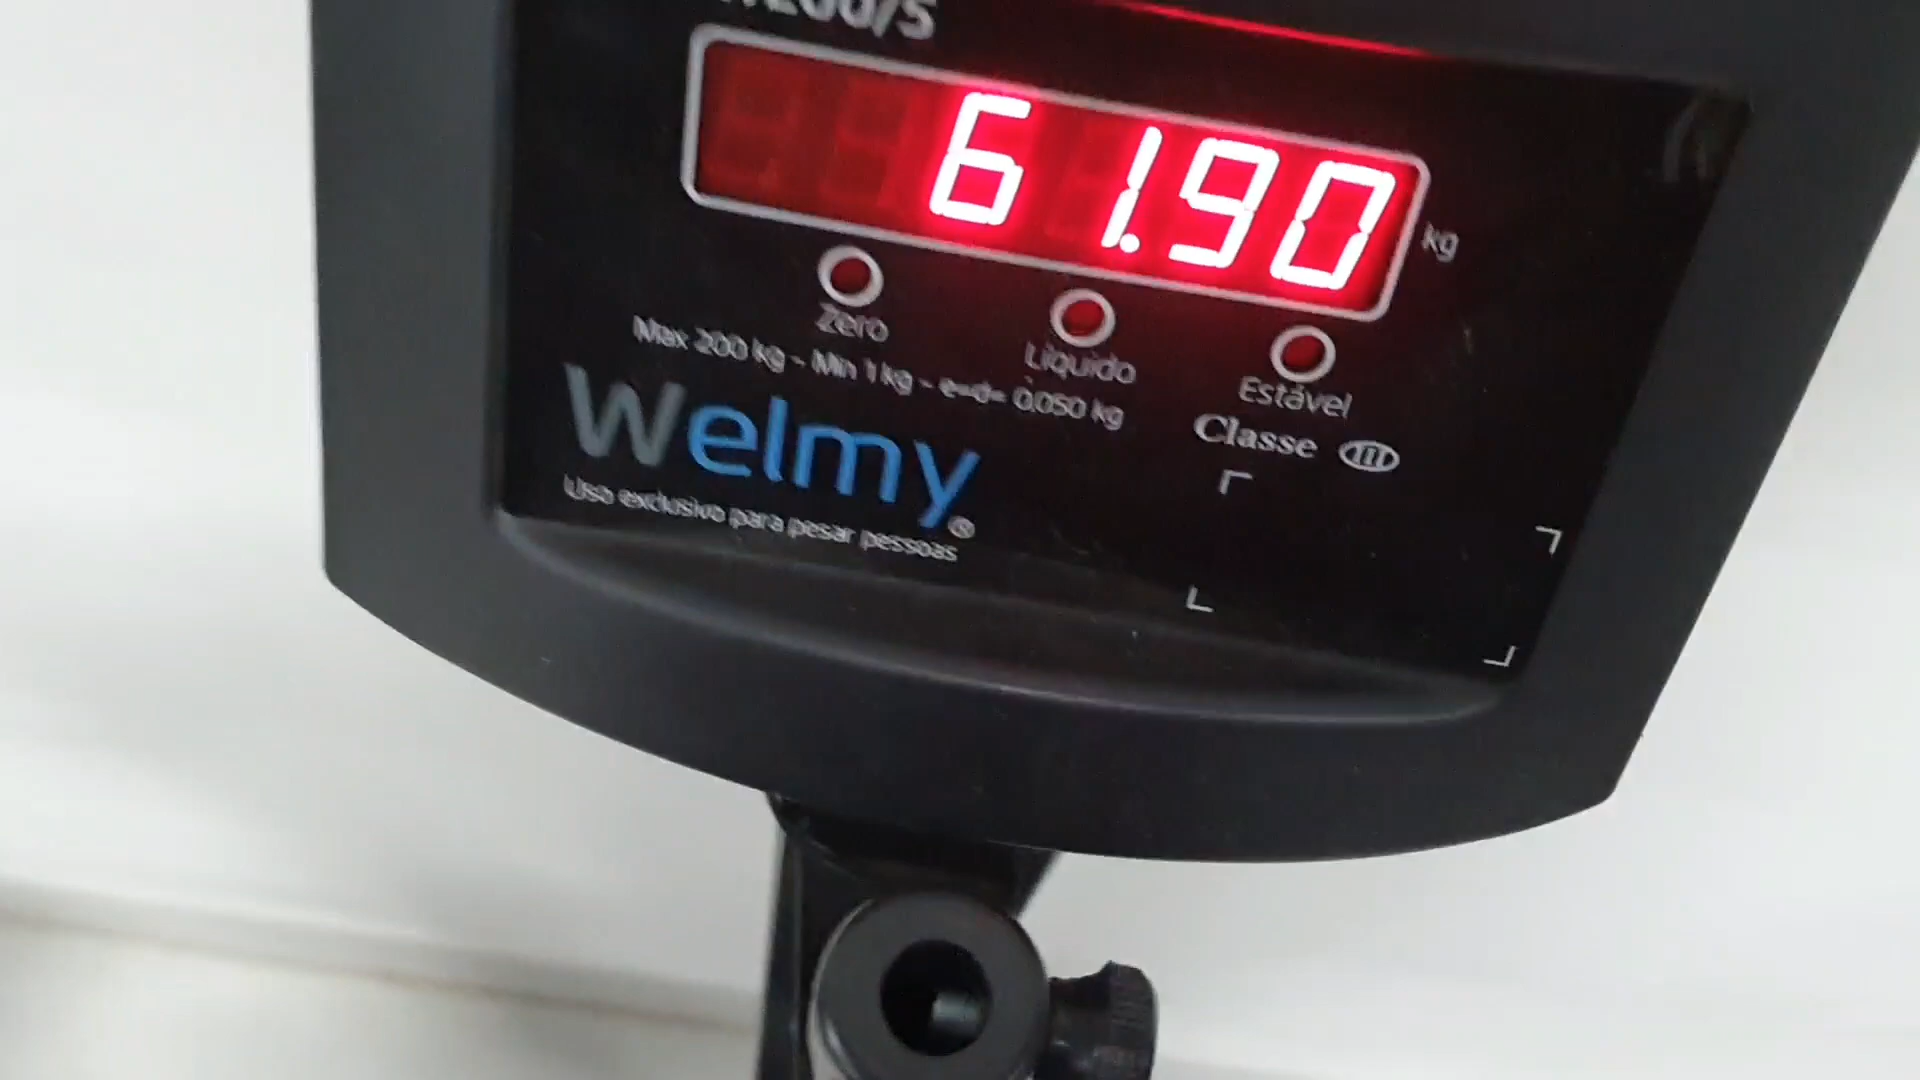 61.90 kg
Zero Líquido Estável
Max 200 kg - Min 1 kg - e=d= 0.050 kg
Classe III
Welmy®
Uso exclusivo para pesar pessoas